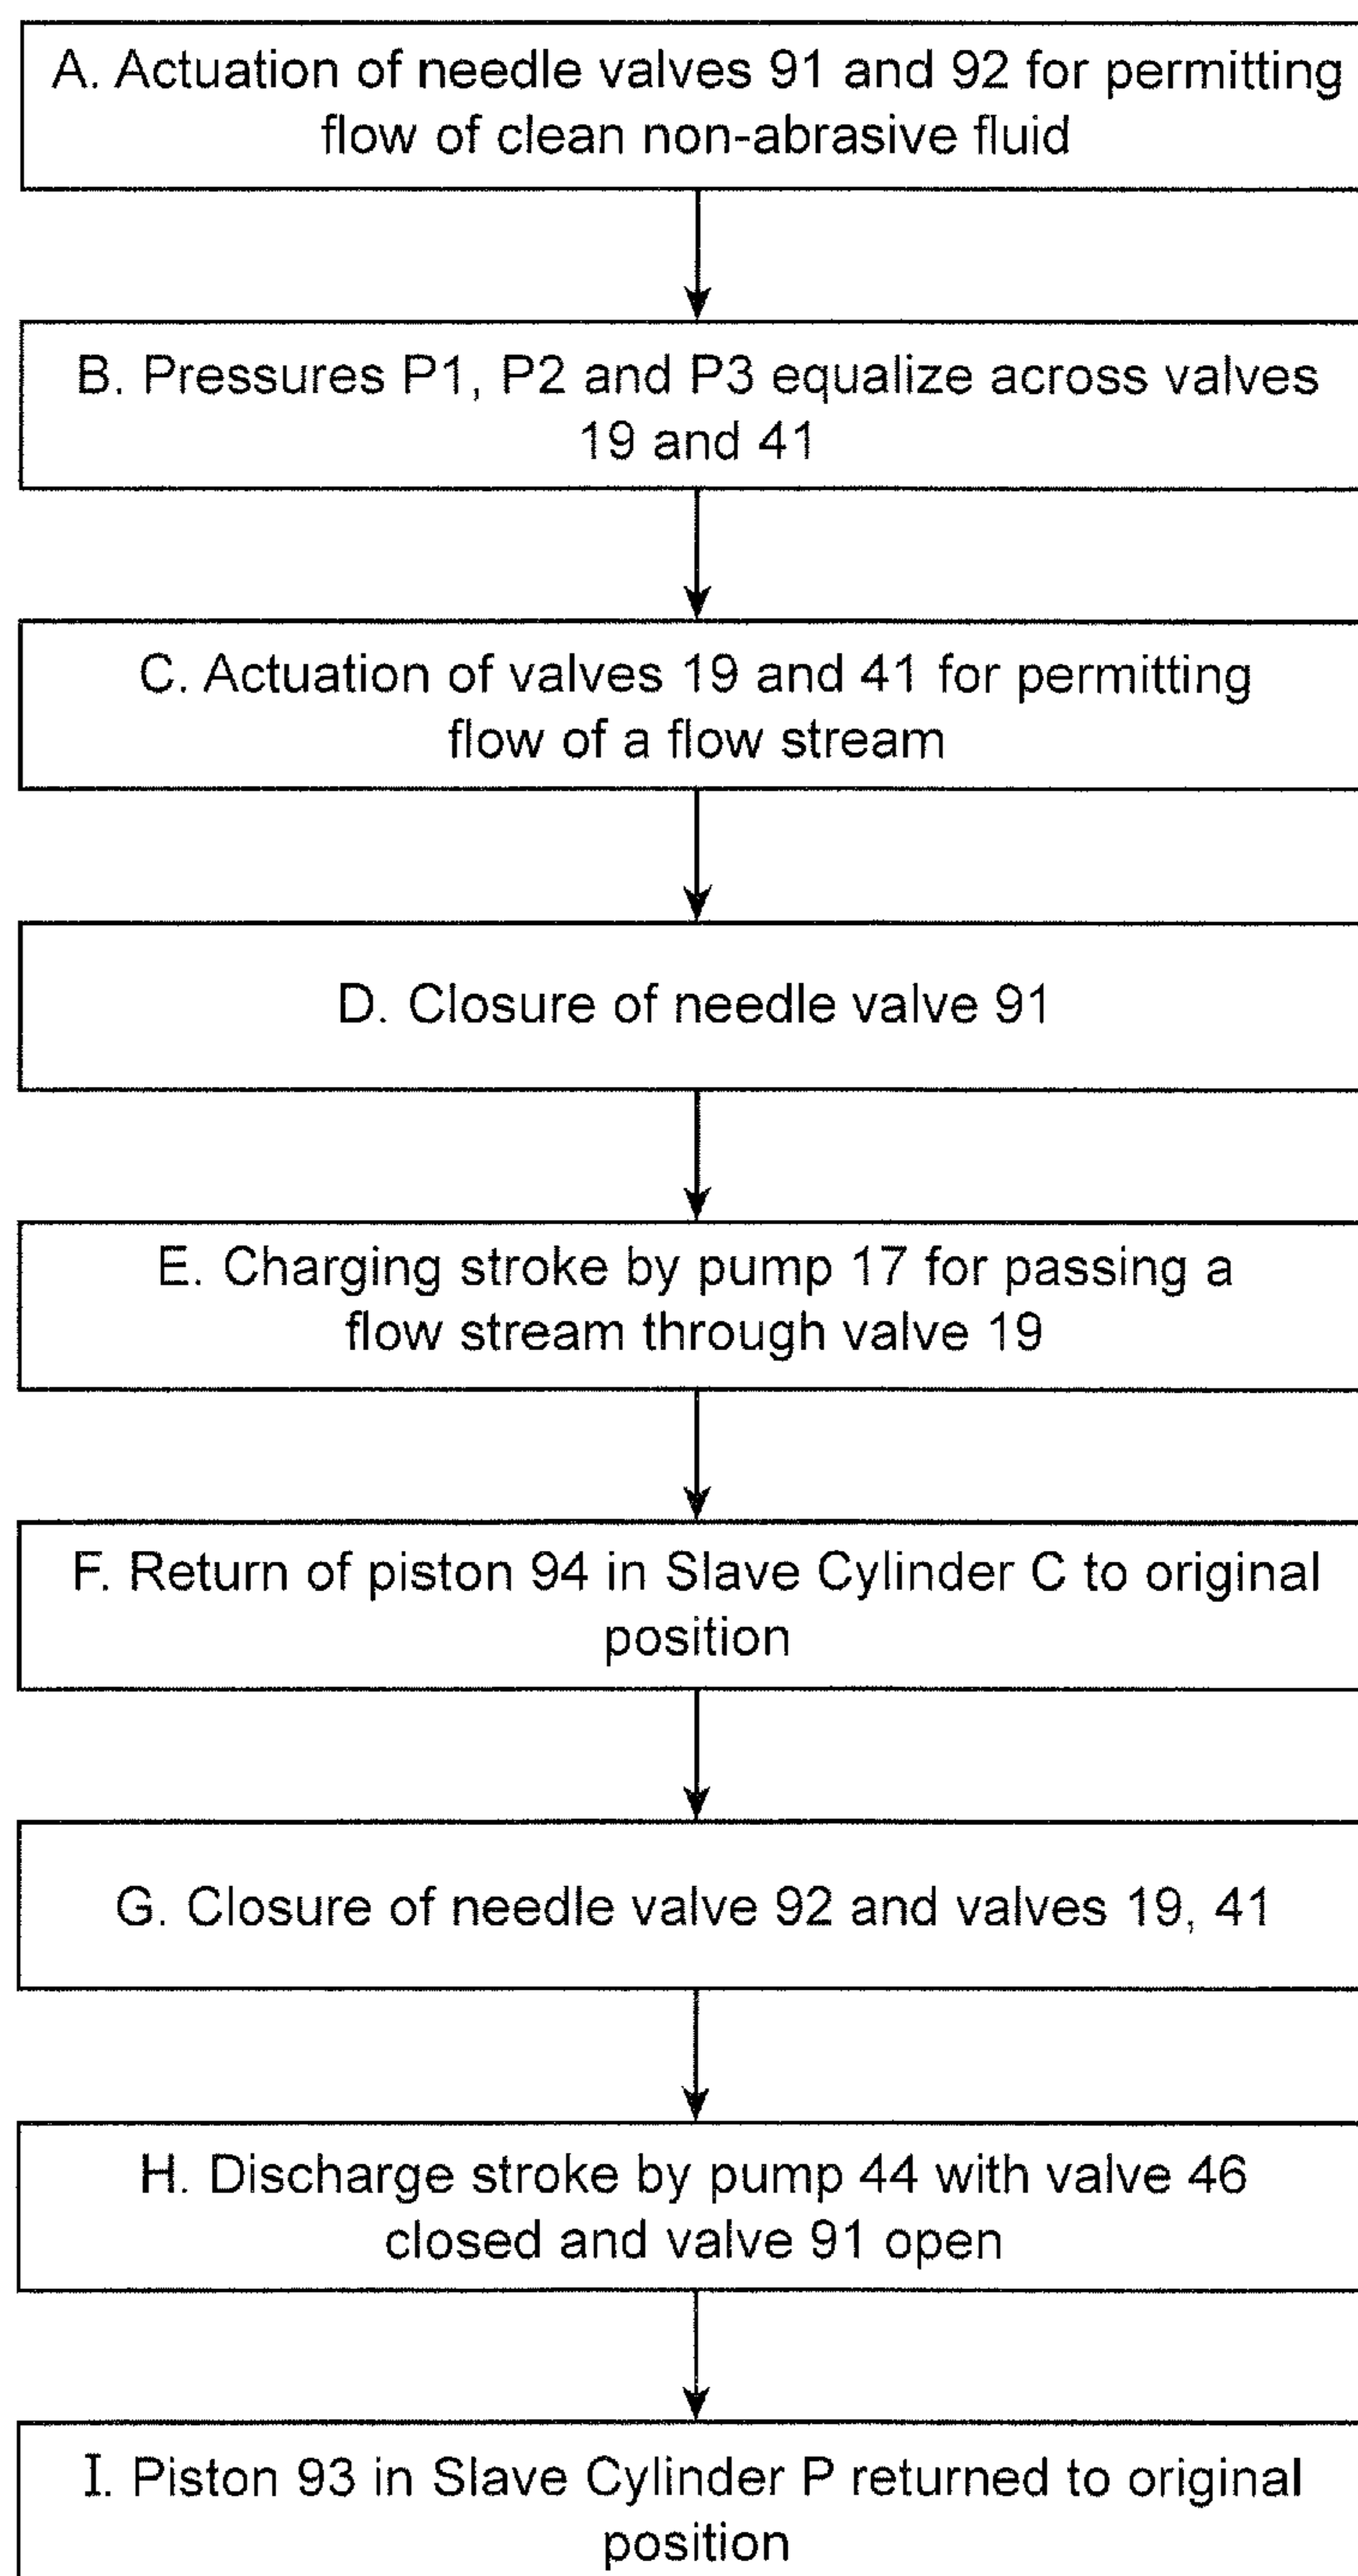 A. Actuation of needle valves 91 and 92 for permitting
flow of clean non-abrasive fluid
B. Pressures P1, P2 and P3 equalize across valves
19 and 41
C. Actuation of valves 19 and 41 for permitting
flow of a flow stream
D. Closure of needle valve 91
E. Charging stroke by pump 17 for passing a
flow stream through valve 19
F. Return of piston 94 in Slave Cylinder C to original
position
G. Closure of needle valve 92 and valves 19, 41
H. Discharge stroke by pump 44 with valve 46
closed and valve 91 open
I. Piston 93 in Slave Cylinder P returned to original
position